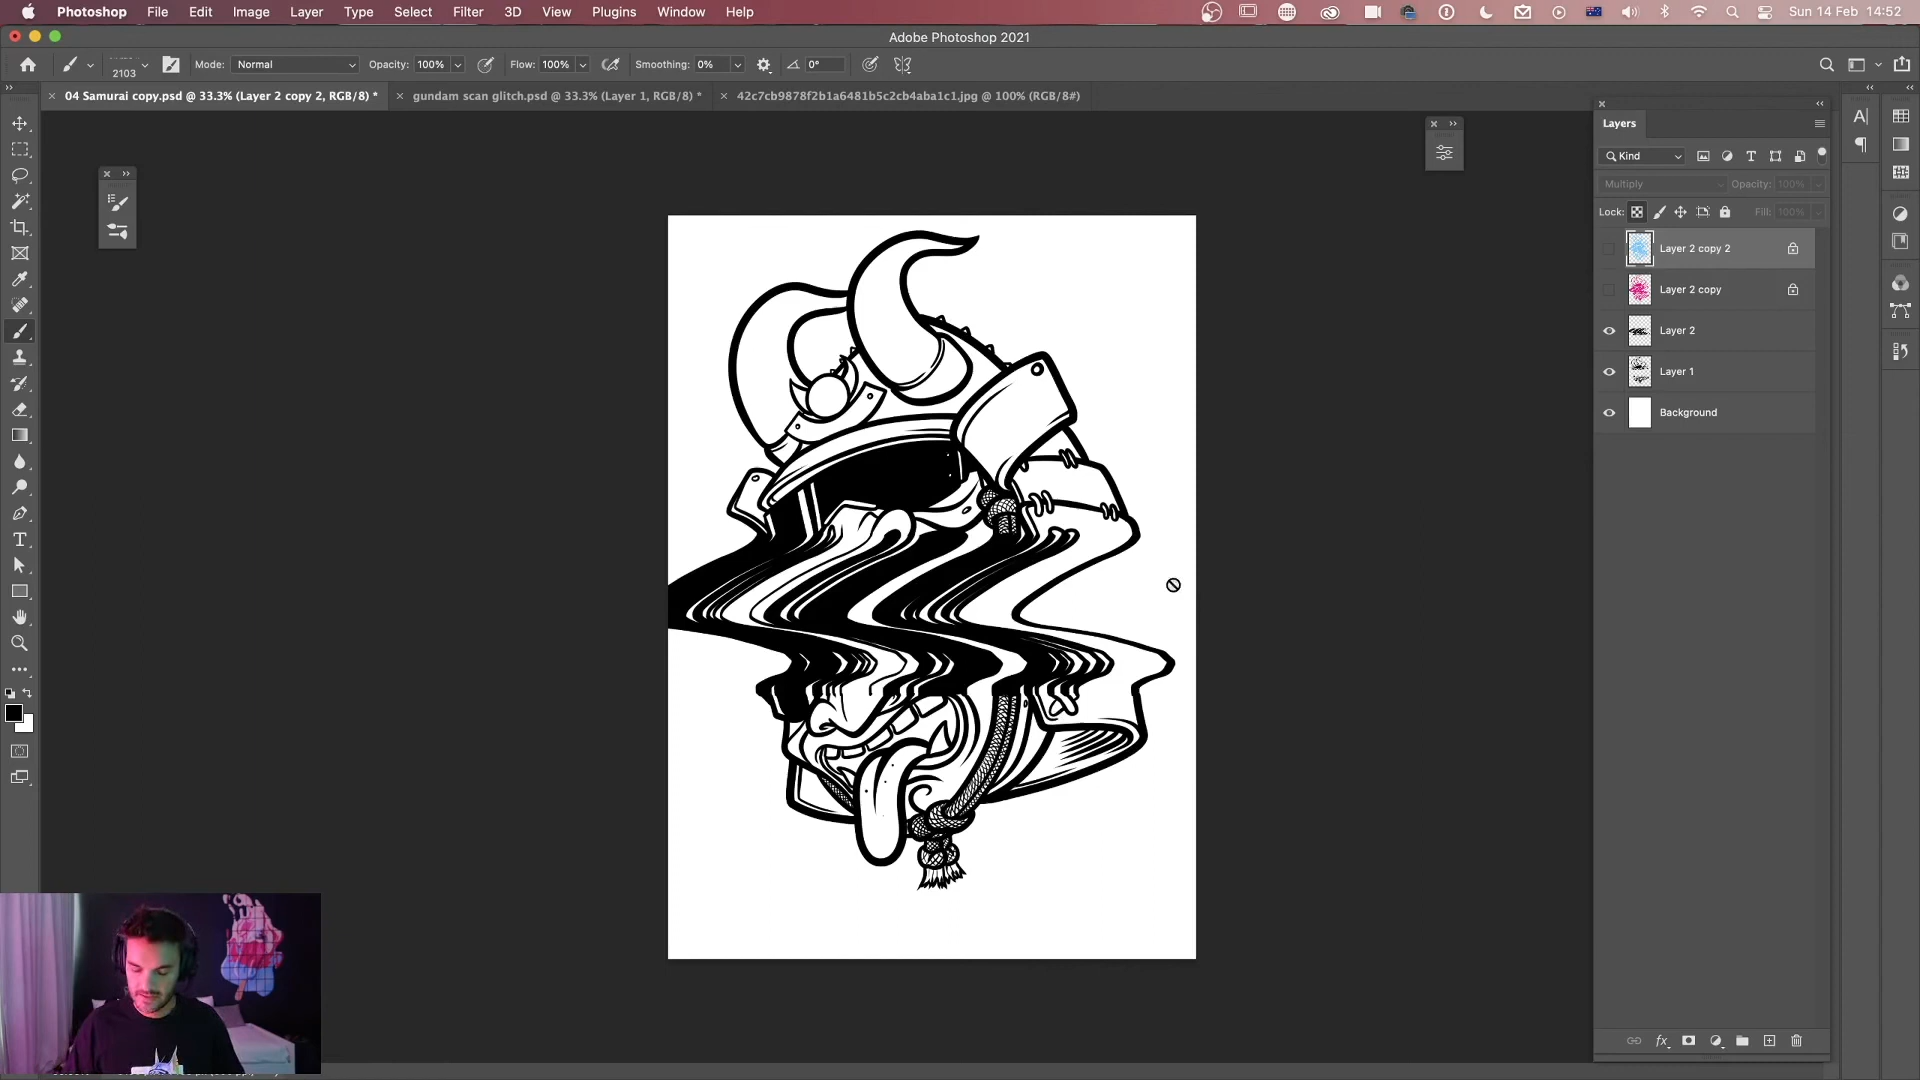 Photoshop File Edit Image Layer Type Select Filter 3D View Plugins Window Help Sun 14 Feb 14:52
Adobe Photoshop 2021
2103 Mode: Normal Opacity: 100% Flow: 100% Smoothing: 0% 0°
04 Samurai copy.psd @ 33.3% (Layer 2 copy 2, RGB/8) * gundam scan glitch.psd @ 33.3% (Layer 1, RGB/8) * 42c7cb9878f2b1a6481b5c2cb4aba1c1.jpg @ 100% (RGB/8#)
Layers
Kind
Multiply Opacity: 100%
Lock: Fill: 100%
Layer 2 copy 2
Layer 2 copy
Layer 2
Layer 1
Background